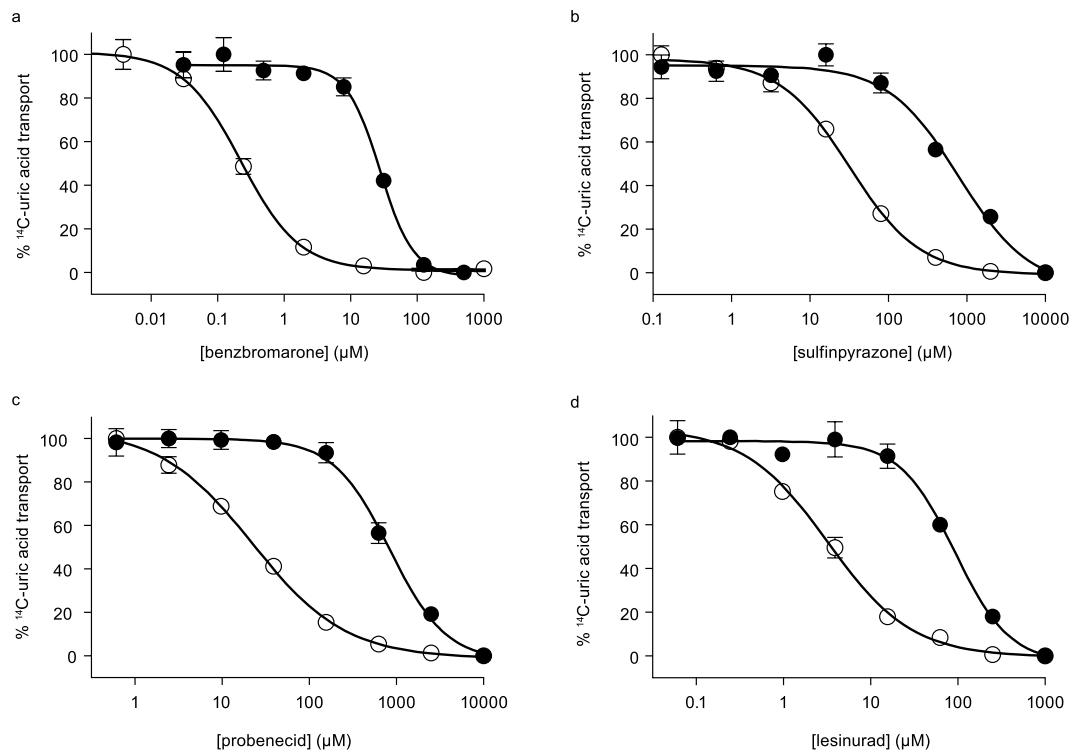 a
100
80
60
40
20
0
% ¹⁴C-uric acid transport
0.01 0.1 1 10 100 1000
[benzbromarone] (µM)
b
100
80
60
40
20
0
% ¹⁴C-uric acid transport
0.1 1 10 100 1000 10000
[sulfinpyrazone] (µM)
c
100
80
60
40
20
0
% ¹⁴C-uric acid transport
1 10 100 1000 10000
[probenecid] (µM)
d
100
80
60
40
20
0
% ¹⁴C-uric acid transport
0.1 1 10 100 1000
[lesinurad] (µM)